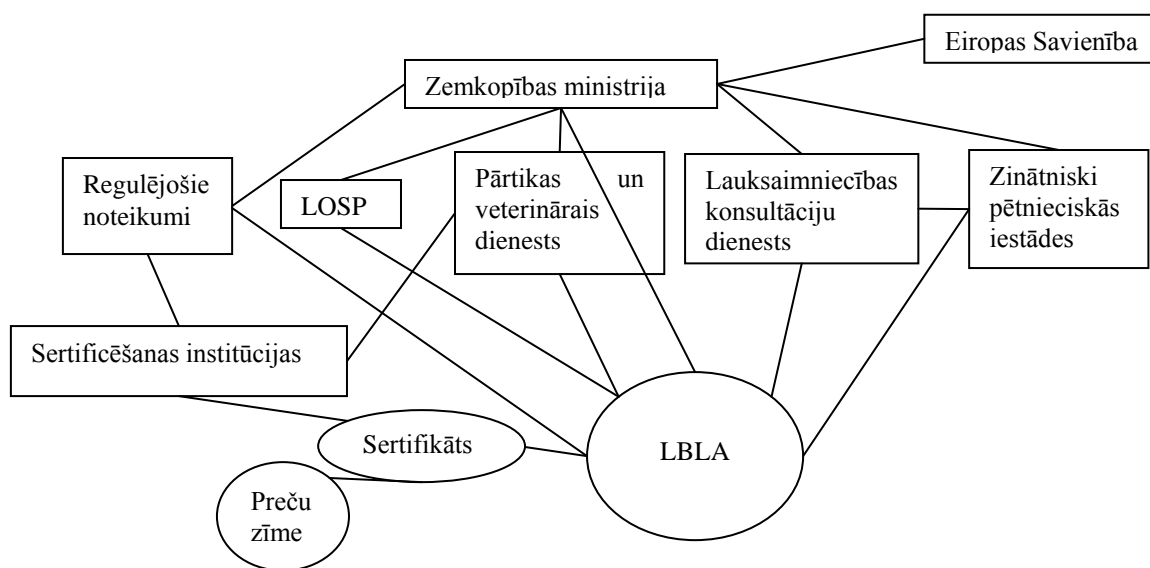 Eiropas Savienība
Zemkopības ministrija
Regulējošie
noteikumi
LOSP
Pārtikas un
veterinārais
dienests
Lauksaimniecības
konsultāciju
dienests
Zinātniski
pētnieciskās
iestādes
Sertificēšanas institūcijas
Sertifikāts
LBLA
Preču
zīme